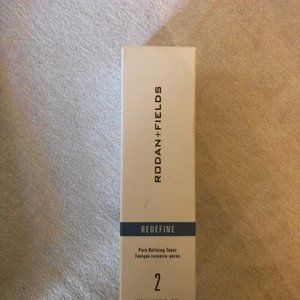 RODAN+FIELDS
REDEFINE
Pore Refining Toner
Tonique resserre-pores
2